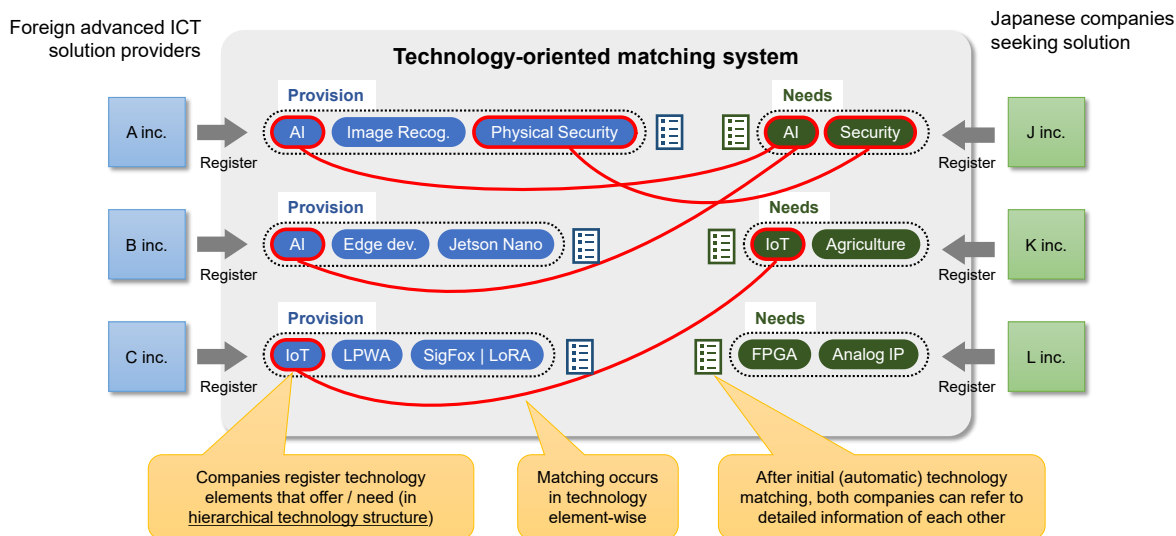 Foreign advanced ICT
solution providers
Japanese companies
seeking solution
Technology-oriented matching system
Provision
Needs
A inc.
Register
AI
Image Recog.
Physical Security
AI
Security
Register
J inc.
Provision
Needs
B inc.
Register
AI
Edge dev.
Jetson Nano
IoT
Agriculture
Register
K inc.
Provision
Needs
C inc.
Register
IoT
LPWA
SigFox | LoRA
FPGA
Analog IP
Register
L inc.
Companies register technology
elements that offer / need (in
hierarchical technology structure)
Matching occurs
in technology
element-wise
After initial (automatic) technology
matching, both companies can refer to
detailed information of each other